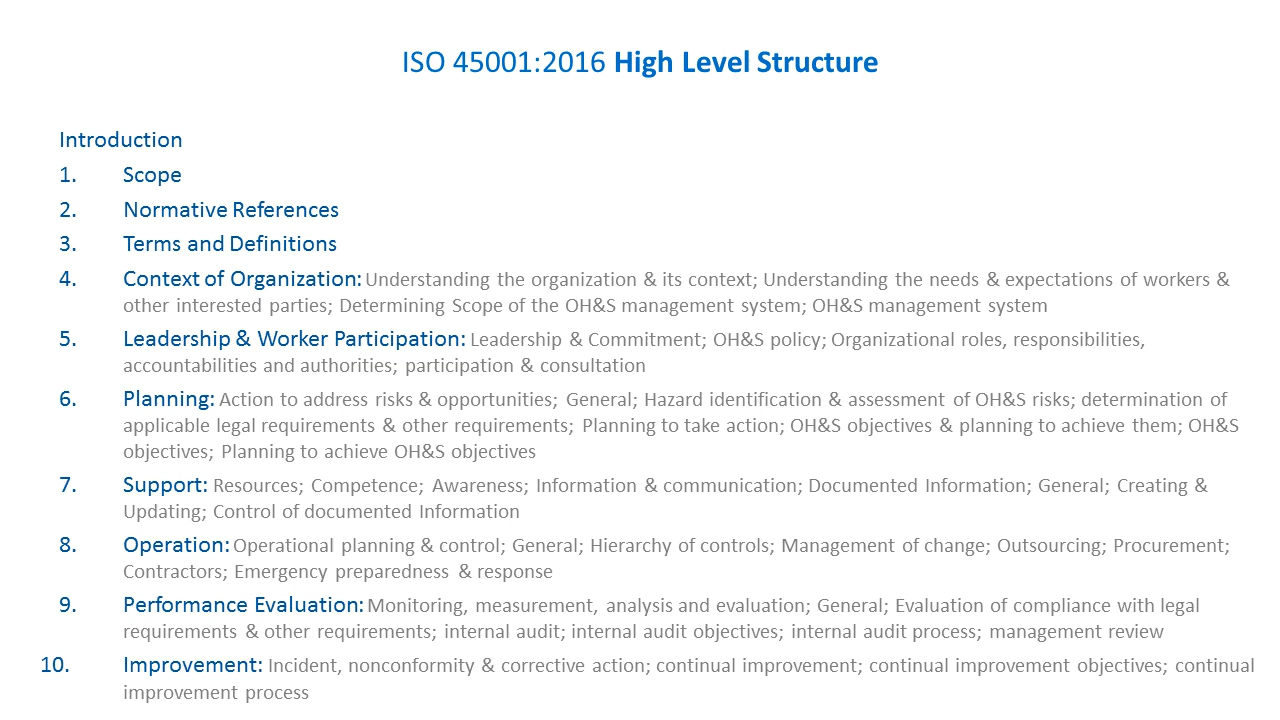 ISO 45001:2016 High Level Structure
Introduction
1. Scope
2. Normative References
3. Terms and Definitions
4. Context of Organization: Understanding the organization & its context; Understanding the needs & expectations of workers &
other interested parties; Determining Scope of the OH&S management system; OH&S management system
5. Leadership & Worker Participation: Leadership & Commitment; OH&S policy; Organizational roles, responsibilities,
accountabilities and authorities; participation & consultation
6. Planning: Action to address risks & opportunities; General; Hazard identification & assessment of OH&S risks; determination of
applicable legal requirements & other requirements; Planning to take action; OH&S objectives & planning to achieve them; OH&S
objectives; Planning to achieve OH&S objectives
7. Support: Resources; Competence; Awareness; Information & communication; Documented Information; General; Creating &
Updating; Control of documented Information
8. Operation: Operational planning & control; General; Hierarchy of controls; Management of change; Outsourcing; Procurement;
Contractors; Emergency preparedness & response
9. Performance Evaluation: Monitoring, measurement, analysis and evaluation; General; Evaluation of compliance with legal
requirements & other requirements; internal audit; internal audit objectives; internal audit process; management review
10. Improvement: Incident, nonconformity & corrective action; continual improvement; continual improvement objectives; continual
improvement process